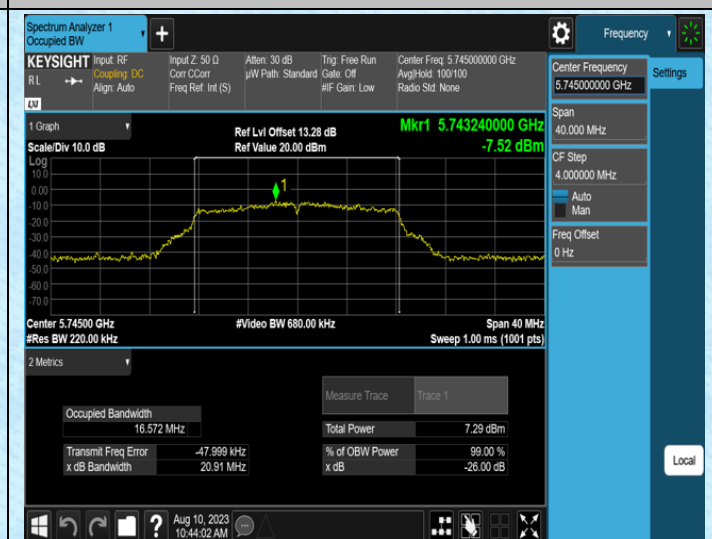 Spectrum Analyzer 1
Occupied BW
+
Frequency
KEYSIGHT
RL
LXI
Input: RF
Coupling: DC
Align: Auto
Input Z: 50 Ω
Corr CCorr
Freq Ref: Int (S)
Atten: 30 dB
µW Path: Standard
Trig: Free Run
Gate: Off
#IF Gain: Low
Center Freq: 5.745000000 GHz
Avg|Hold: 100/100
Radio Std: None
Center Frequency
5.745000000 GHz
Settings
Span
40.000 MHz
CF Step
4.000000 MHz
Auto
Man
Freq Offset
0 Hz
Local
1 Graph
Scale/Div 10.0 dB
Ref Lvl Offset 13.28 dB
Ref Value 20.00 dBm
Mkr1 5.743240000 GHz
-7.52 dBm
Log
10.0
0.00
-10.0
-20.0
-30.0
-40.0
-50.0
-60.0
-70.0
1
Center 5.74500 GHz
#Res BW 220.00 kHz
#Video BW 680.00 kHz
Span 40 MHz
Sweep 1.00 ms (1001 pts)
2 Metrics
Measure Trace
Trace 1
Occupied Bandwidth
16.572 MHz
Total Power
7.29 dBm
Transmit Freq Error
-47.999 kHz
% of OBW Power
99.00 %
x dB Bandwidth
20.91 MHz
x dB
-26.00 dB
?
Aug 10, 2023
10:44:02 AM